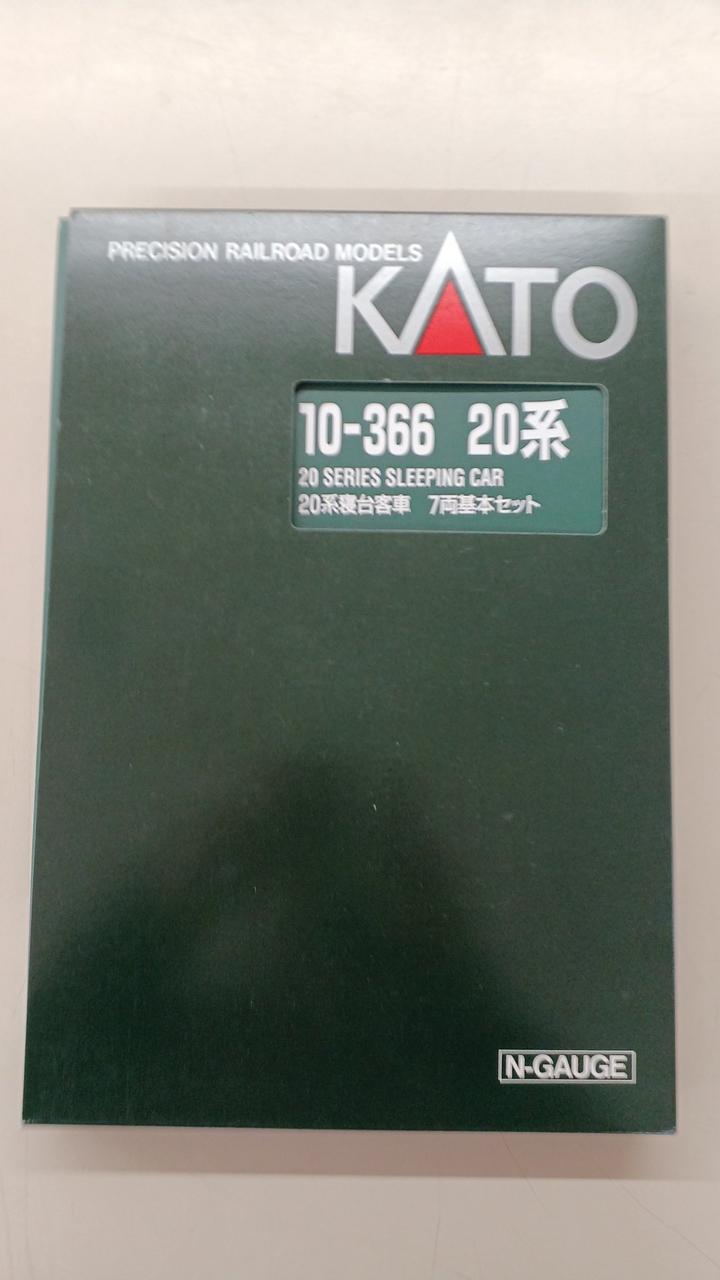 PRECISION RAILROAD MODELS
KATO
10-366 20系
20 SERIES SLEEPING CAR
20系寝台客車 7両基本セット
N-GAUGE